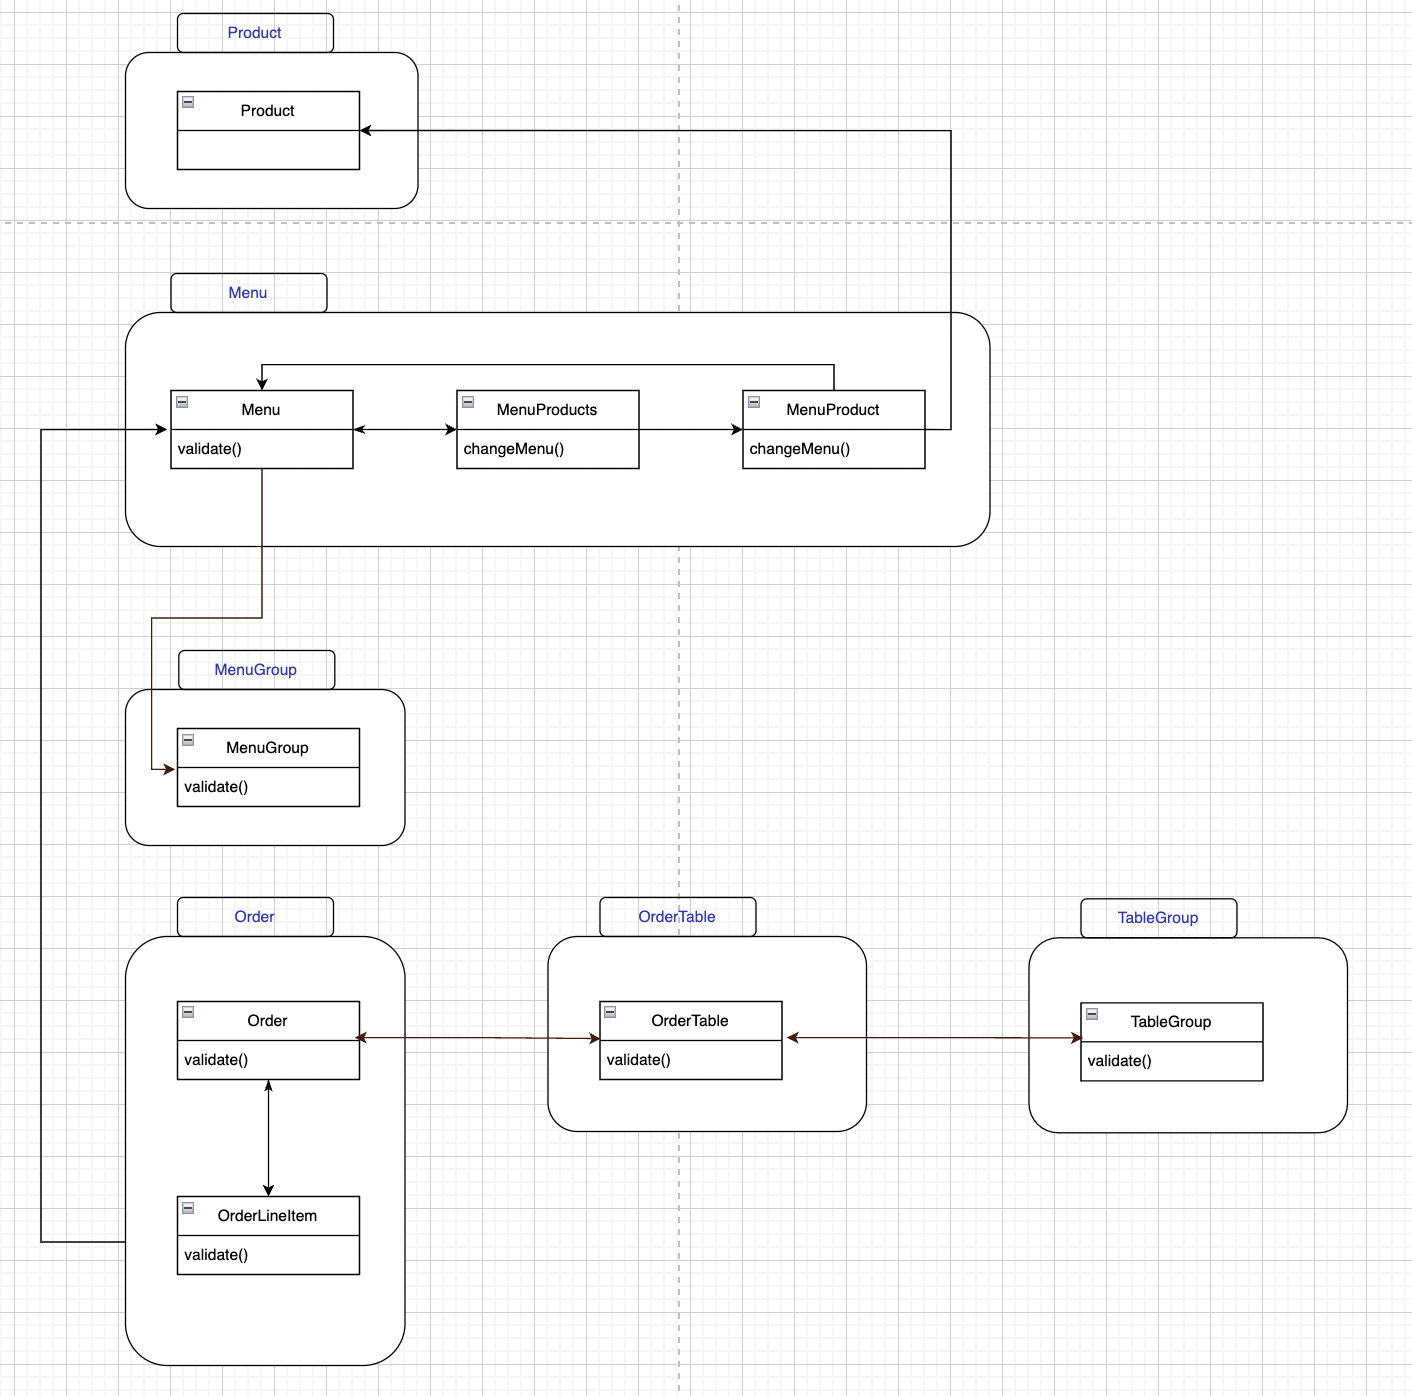 Product
Product
Menu
Menu
validate()
MenuProducts
changeMenu()
MenuProduct
changeMenu()
MenuGroup
MenuGroup
validate()
Order
Order
validate()
OrderLineItem
validate()
OrderTable
OrderTable
validate()
TableGroup
TableGroup
validate()